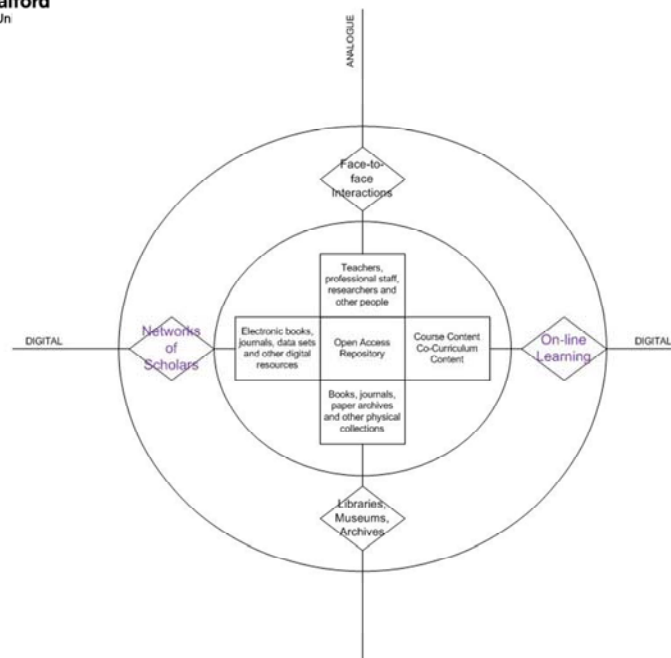 ANALOGUE
Face-to-
face
Interactions
Teachers,
professional staff,
researchers and
other people
DIGITAL
Networks
of
Scholars
Electronic books,
journals, data sets
and other digital
resources
Open Access
Repository
Course Content
Co-Curriculum
Content
On-line
Learning
DIGITAL
Books, journals,
paper archives
and other physical
collections
Libraries,
Museums,
Archives